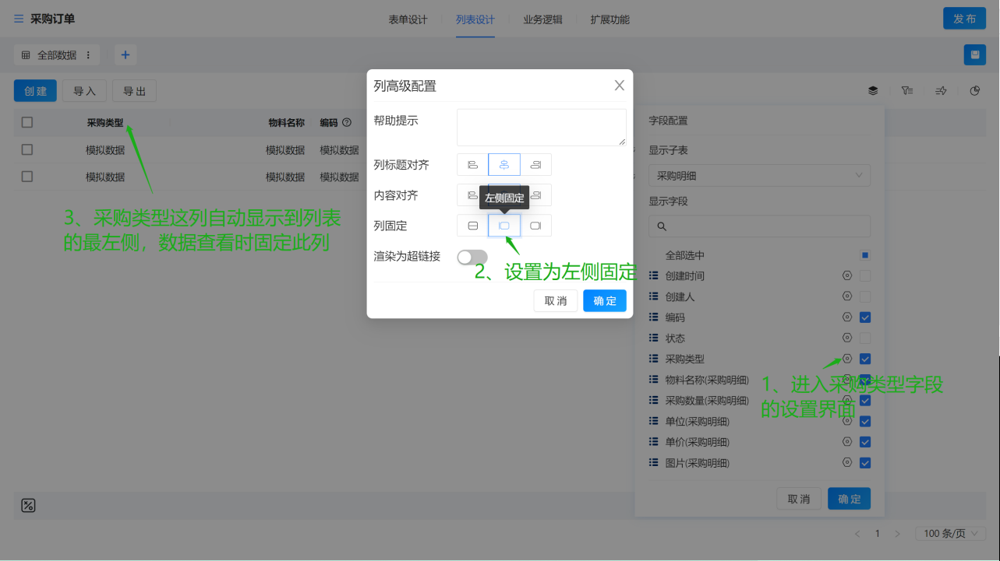 采购订单
表单设计
列表设计
业务逻辑
扩展功能
发 布
全部数据
创 建
导 入
导 出
采购类型
物料名称
编码
模拟数据
模拟数据
模拟数据
模拟数据
模拟数据
模拟数据
3、采购类型这列自动显示到列表
的最左侧，数据查看时固定此列
列高级配置
帮助提示
列标题对齐
内容对齐
左侧固定
列固定
渲染为超链接
2、设置为左侧固定
取 消
确 定
字段配置
显示子表
采购明细
显示字段
全部选中
创建时间
创建人
编码
状态
采购类型
物料名称(采购明细)
采购数量(采购明细)
单位(采购明细)
单价(采购明细)
图片(采购明细)
1、进入采购类型字段
的设置界面
取 消
确 定
1
100 条/页